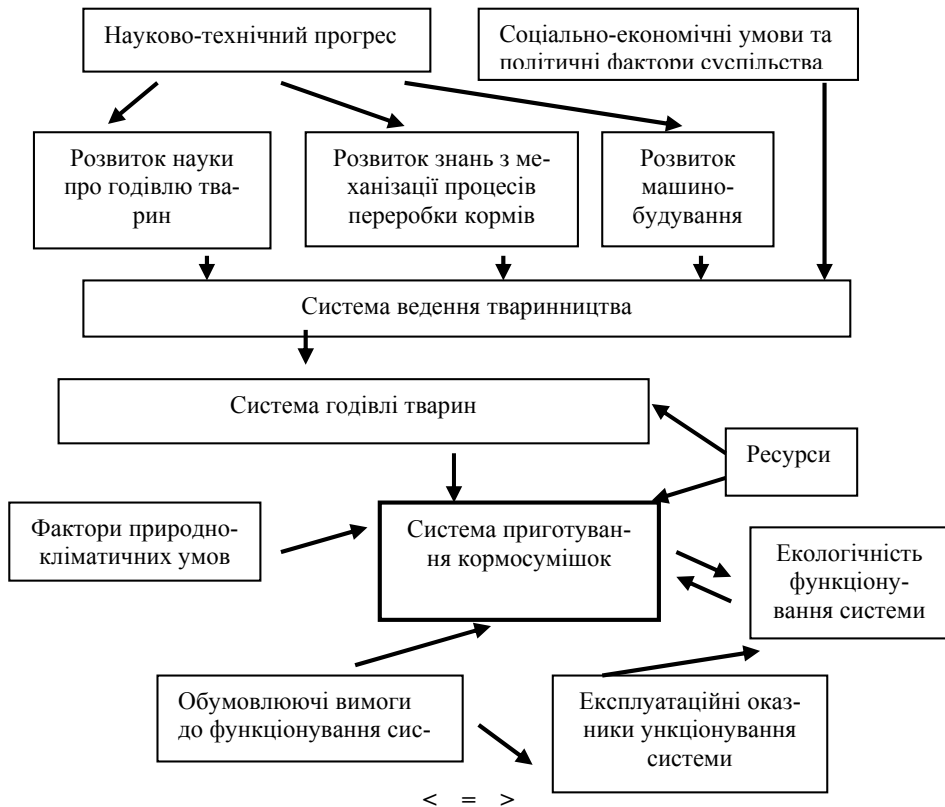 Науково-технічний прогрес
Соціально-економічні умови та
політичні фактори суспільства
Розвиток науки
про годівлю тва-
рин
Розвиток знань з ме-
ханізації процесів
переробки кормів
Розвиток
машино-
будування
Система ведення тваринництва
Система годівлі тварин
Ресурси
Фактори природно-
кліматичних умов
Система приготуван-
ня кормосумішок
Екологічність
функціону-
вання системи
Обумовлюючі вимоги
до функціонування сис-
Експлуатаційні оказ-
ники ункціонування
системи
< = >